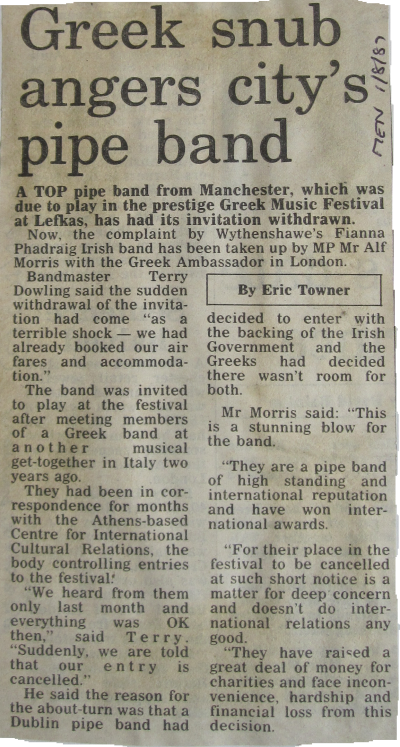 Greek snub
angers city's
pipe band
MEN 1/8/87
A TOP pipe band from Manchester, which was
due to play in the prestige Greek Music Festival
at Lefkas, has had its invitation withdrawn.
Now, the complaint by Wythenshawe's Fianna
Phadraig Irish band has been taken up by MP Mr Alf
Morris with the Greek Ambassador in London.
Bandmaster Terry
Dowling said the sudden
withdrawal of the invita-
tion had come "as a
terrible shock — we had
already booked our air
fares and accommoda-
tion."
The band was invited
to play at the festival
after meeting members
of a Greek band at
another musical
get-together in Italy two
years ago.
They had been in cor-
respondence for months
with the Athens-based
Centre for International
Cultural Relations, the
body controlling entries
to the festival.
"We heard from them
only last month and
everything was OK
then," said Terry.
"Suddenly, we are told
that our entry is
cancelled."
He said the reason for
the about-turn was that a
Dublin pipe band had
By Eric Towner
decided to enter with
the backing of the Irish
Government and the
Greeks had decided
there wasn't room for
both.
Mr Morris said: "This
is a stunning blow for
the band.
"They are a pipe band
of high standing and
international reputation
and have won inter-
national awards.
"For their place in the
festival to be cancelled
at such short notice is a
matter for deep concern
and doesn't do inter-
national relations any
good.
"They have raised a
great deal of money for
charities and face incon-
venience, hardship and
financial loss from this
decision.